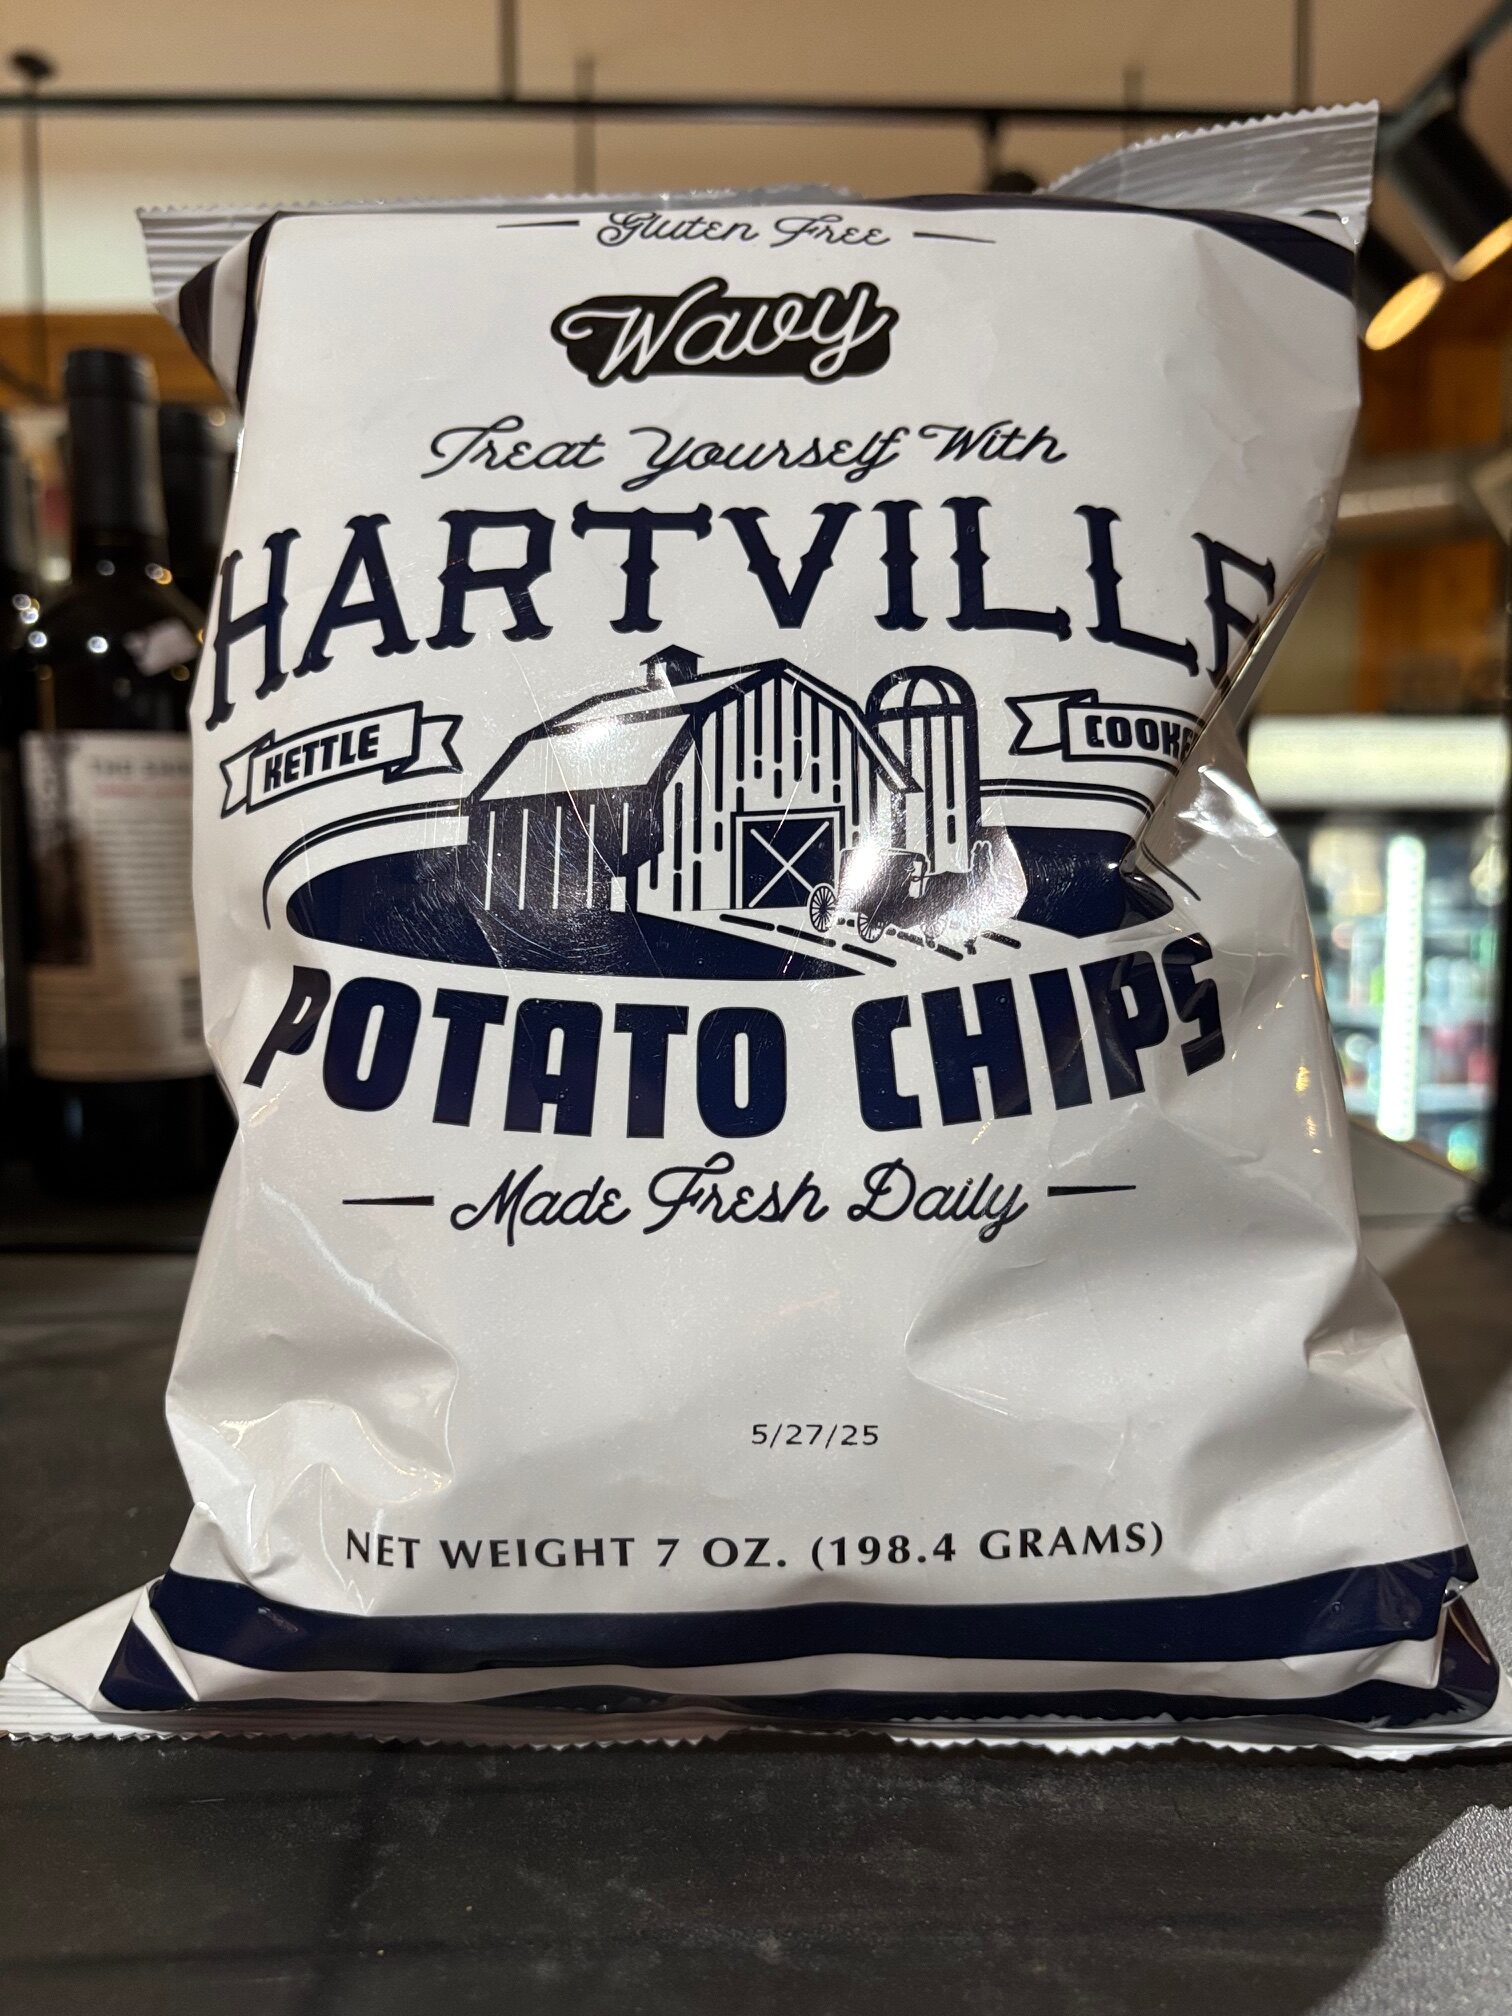 Gluten Free
Wavy
Treat Yourself With
HARTVILLE
KETTLE
COOKE
POTATO CHIPS
Made Fresh Daily
5/27/25
NET WEIGHT 7 OZ. (198.4 GRAMS)